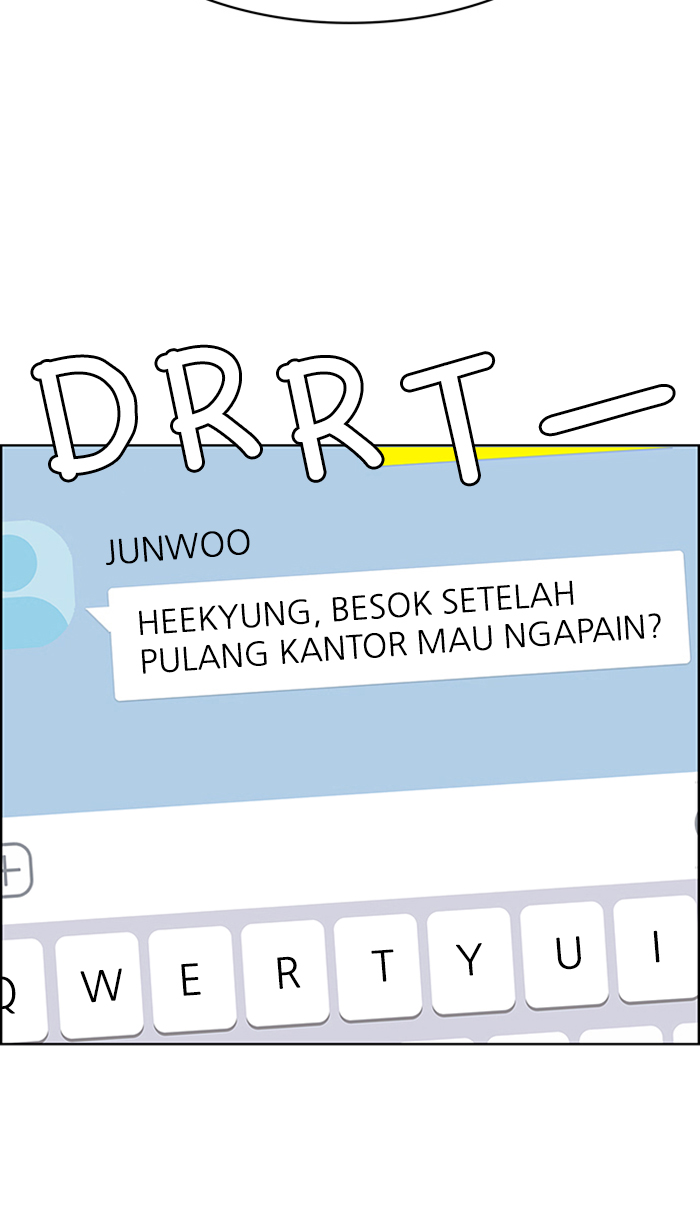 DRRT—
JUNWOO
HEEKYUNG, BESOK SETELAH
PULANG KANTOR MAU NGAPAIN?
Q W E R T Y U I